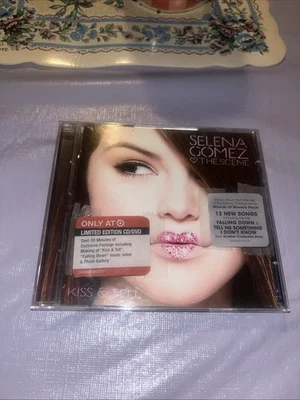 SELENA
GOMEZ
THE SCENE
ONLY AT
LIMITED EDITION CD/DVD
Over 25 Minutes of
Exclusive Footage Including
Making of "Kiss & Tell",
"Falling Down" music video
& Photo Gallery
12 NEW SONGS
FALLING DOWN
TELL ME SOMETHING
I DON'T KNOW
KISS &